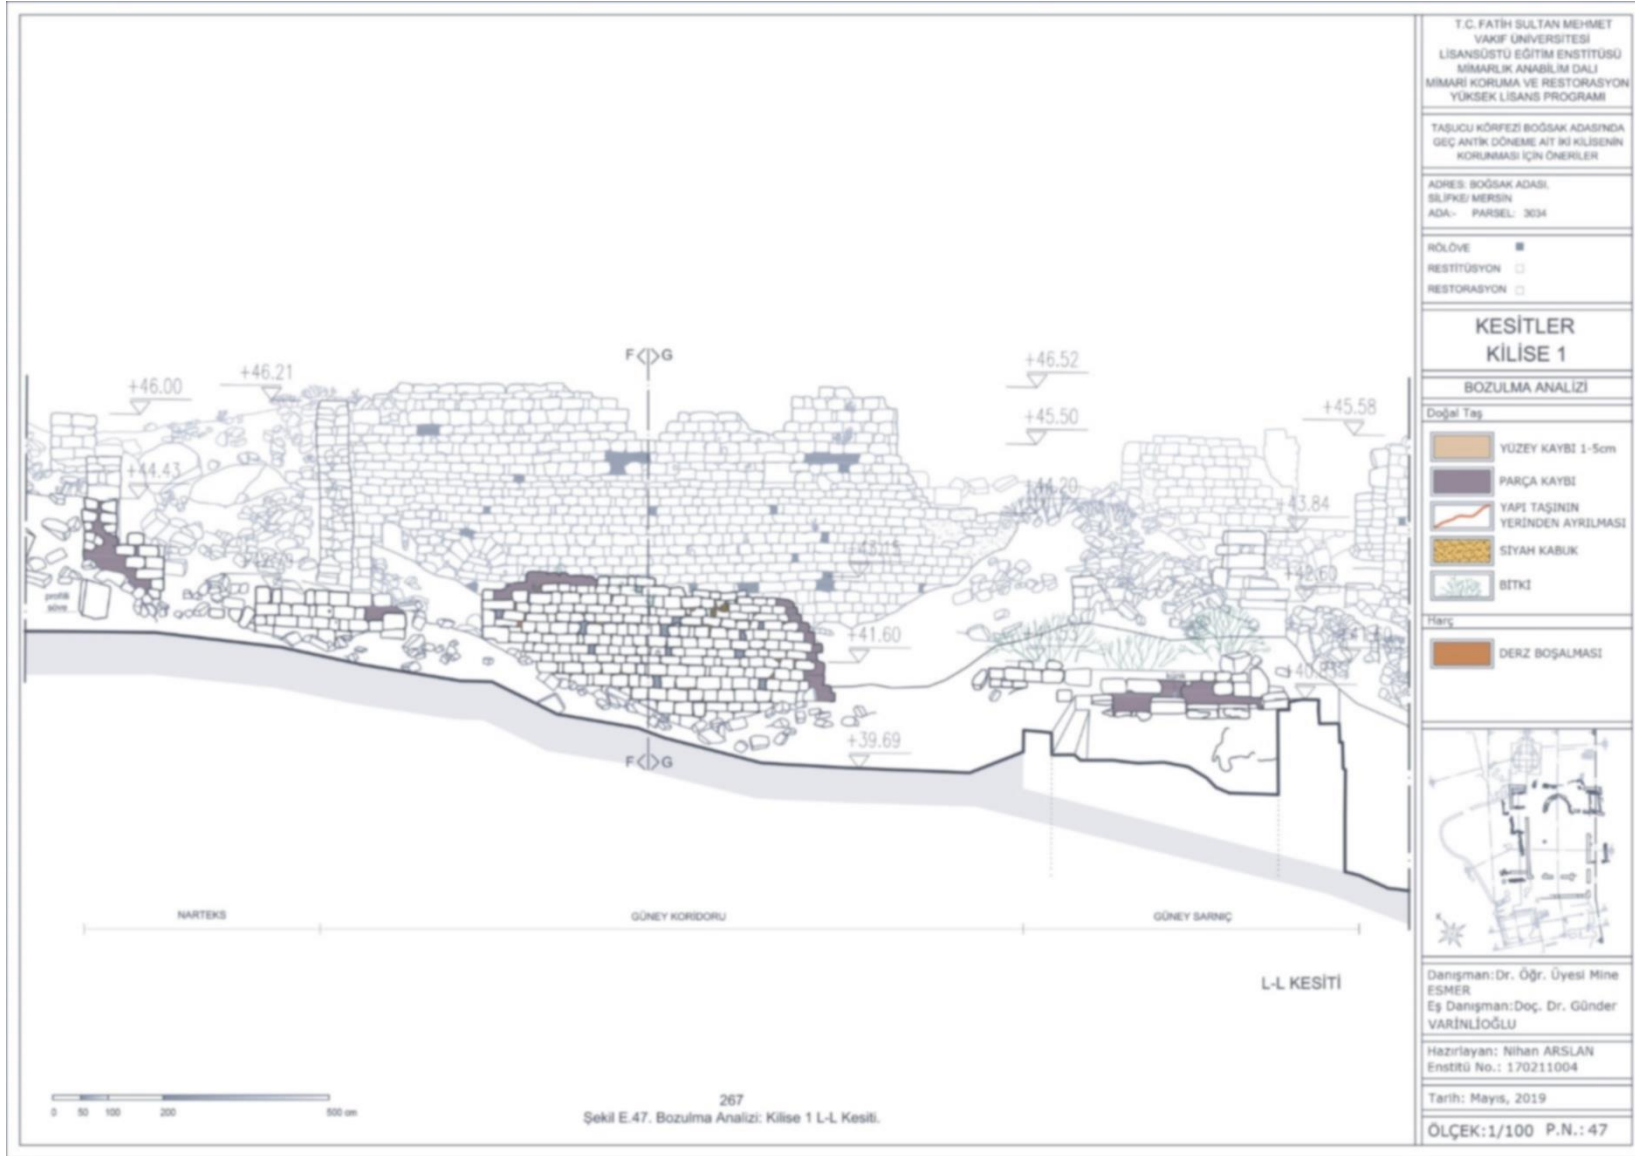 T.C. FATİH SULTAN MEHMET
VAKIF ÜNİVERSİTESİ
LİSANSÜSTÜ EĞİTİM ENSTİTÜSÜ
MİMARLIK ANABİLİM DALI
MİMARİ KORUMA VE RESTORASYON
YÜKSEK LİSANS PROGRAMI
TAŞUCU KÖRFEZİ BOĞSAK ADASI'NDA
GEÇ ANTİK DÖNEME AİT İKİ KİLİSENİN
KORUNMASI İÇİN ÖNERİLER
ADRES: BOĞSAK ADASI,
SİLİFKE/ MERSİN
ADA:- PARSEL: 3034
RÖLÖVE
RESTİTÜSYON
RESTORASYON
KESİTLER
KİLİSE 1
BOZULMA ANALİZİ
Doğal Taş
YÜZEY KAYBI 1-5cm
PARÇA KAYBI
YAPI TAŞININ
YERİNDEN AYRILMASI
SİYAH KABUK
BİTKİ
Harç
DERZ BOŞALMASI
K
Danışman:Dr. Öğr. Üyesi Mine
ESMER
Eş Danışman:Doç. Dr. Günder
VARİNLİOĞLU
Hazırlayan: Nihan ARSLAN
Enstitü No.: 170211004
Tarih: Mayıs, 2019
ÖLÇEK:1/100 P.N.: 47
F G
+46.00
+46.21
+46.52
+45.50
+45.58
+44.43
+44.20
+43.84
+43.15
+42.60
+41.60
+40.83
+39.69
profilli
söve
F G
NARTEKS
GÜNEY KORİDORU
GÜNEY SARNIÇ
L-L KESİTİ
0 50 100 200 500 cm
267
Şekil E.47. Bozulma Analizi: Kilise 1 L-L Kesiti.